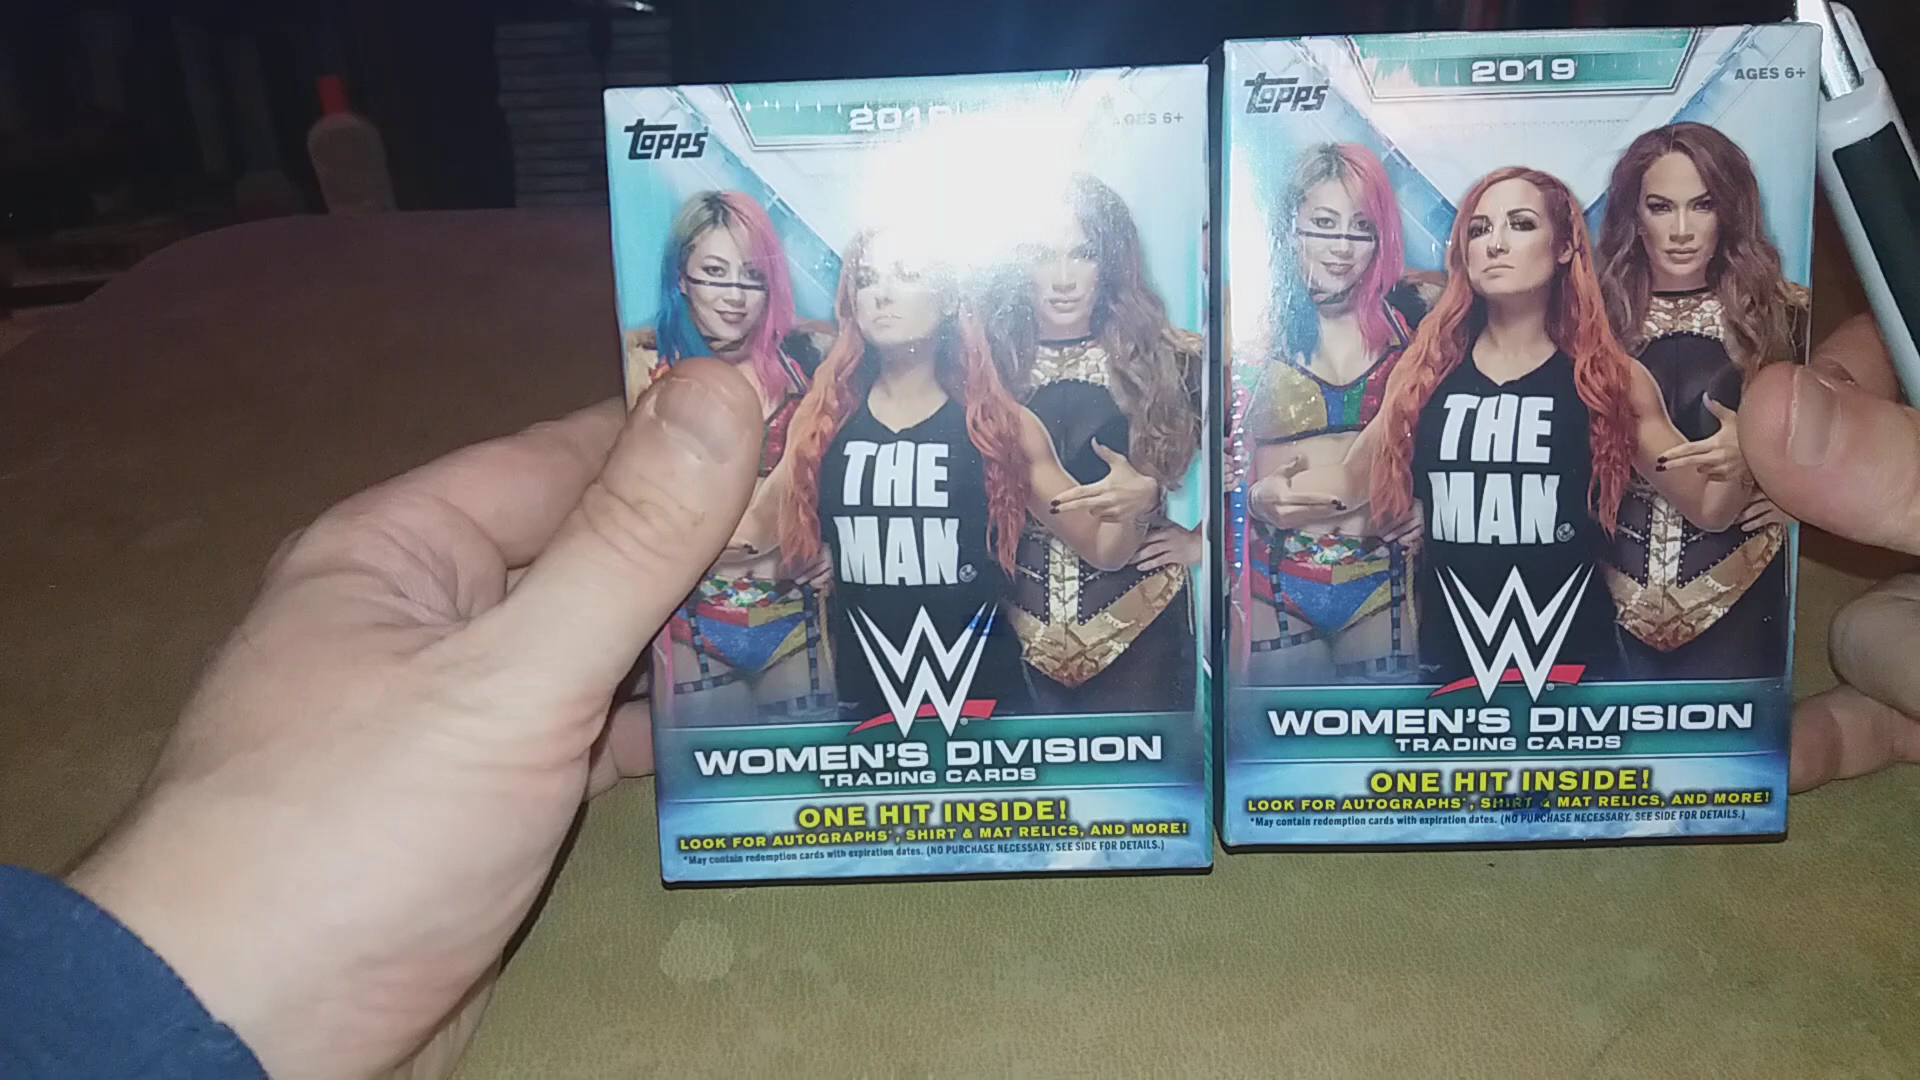 topps
AGES 6+
THE
MAN
W
WOMEN'S DIVISION
TRADING CARDS
ONE HIT INSIDE!
LOOK FOR AUTOGRAPHS*, SHIRT & MAT RELICS, AND MORE!
*May contain redemption cards with expiration dates. (NO PURCHASE NECESSARY. SEE SIDE FOR DETAILS.)
topps
2019
AGES 6+
THE
MAN
W
WOMEN'S DIVISION
TRADING CARDS
ONE HIT INSIDE!
LOOK FOR AUTOGRAPHS*, SHIRT & MAT RELICS, AND MORE!
*May contain redemption cards with expiration dates. (NO PURCHASE NECESSARY. SEE SIDE FOR DETAILS.)